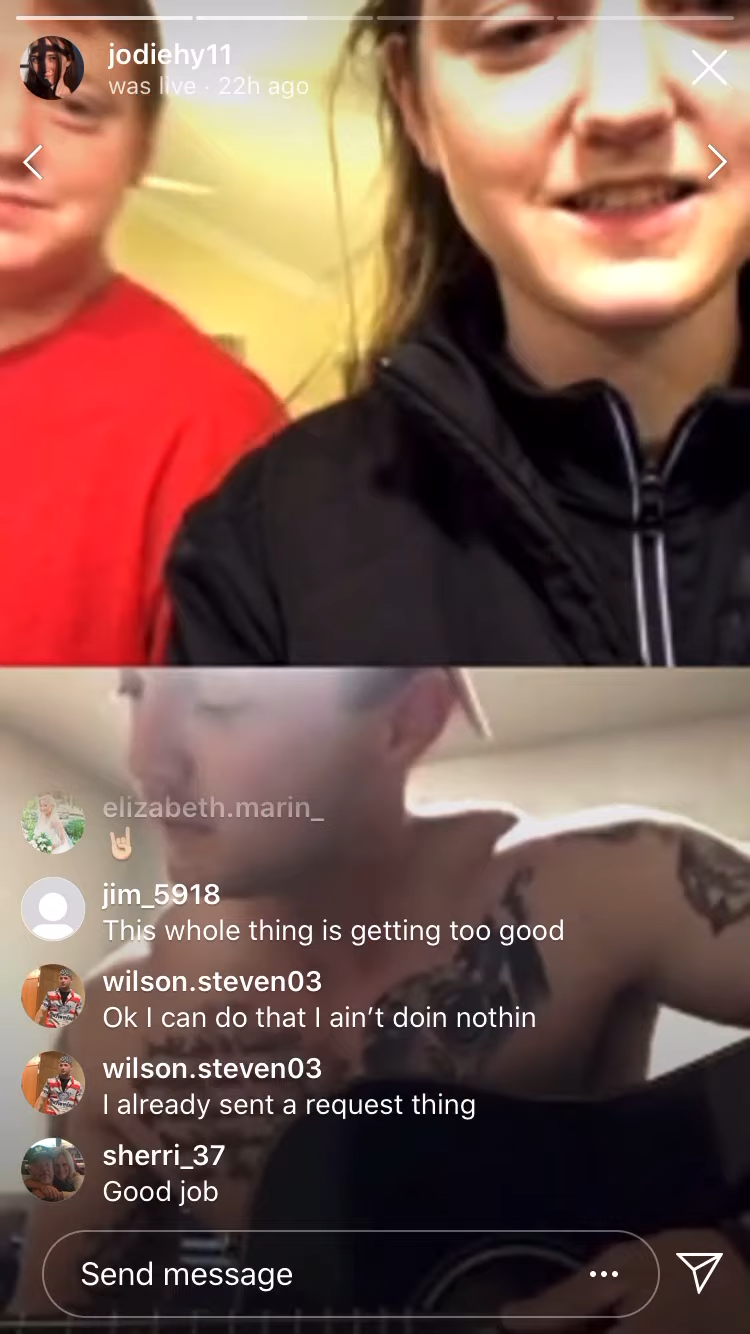 jodiehy11
was live · 22h ago
elizabeth.marin_
🤘🏼
jim_5918
This whole thing is getting too good
wilson.steven03
Ok I can do that I ain’t doin nothin
wilson.steven03
I already sent a request thing
sherri_37
Good job
Send message